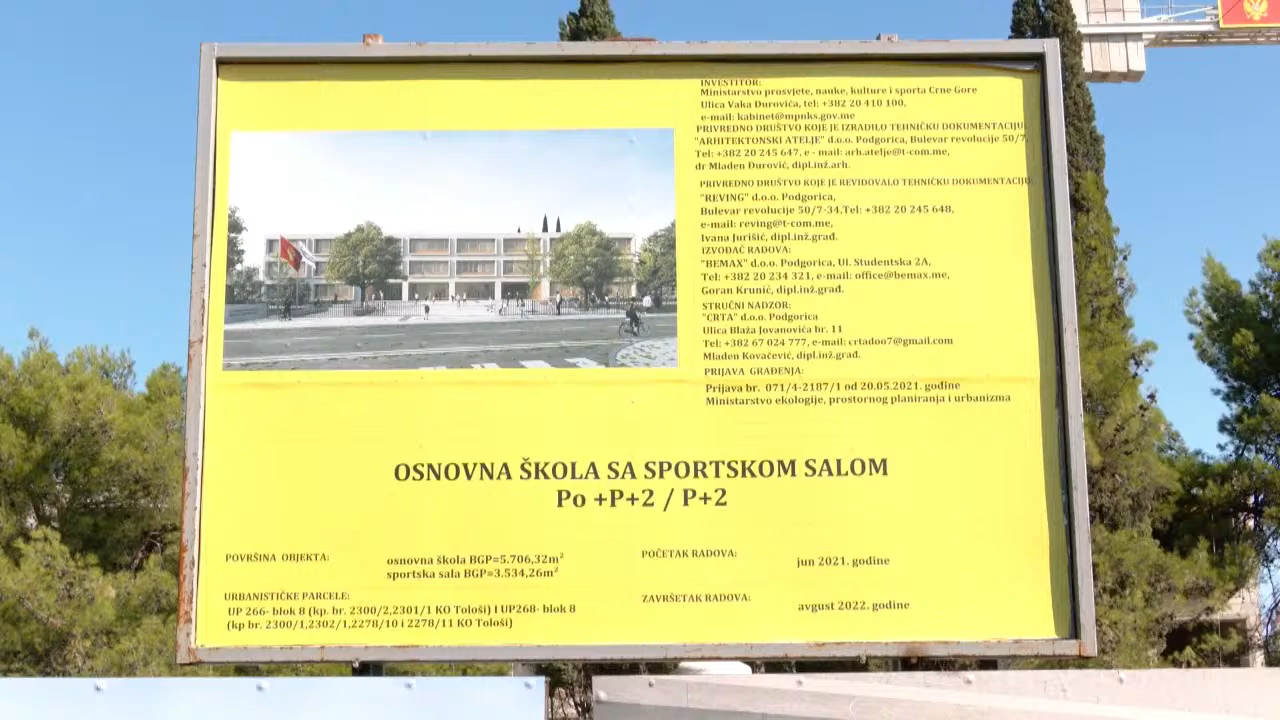 INVESTITOR:
Ministarstvo prosvjete, nauke, kulture i sporta Crne Gore
Ulica Vaka Đurovića, tel: +382 20 410 100,
e-mail: kabinet@mpnks.gov.me
PRIVREDNO DRUŠTVO KOJE JE IZRADILO TEHNIČKU DOKUMENTACIJU:
"ARHITEKTONSKI ATELJE" d.o.o. Podgorica, Bulevar revolucije 50/7,
Tel: +382 20 245 647, e - mail: arh.atelje@t-com.me,
dr Mladen Đurović, dipl.inž.arh.
PRIVREDNO DRUŠTVO KOJE JE REVIDOVALO TEHNIČKU DOKUMENTACIJU:
"REVING" d.o.o. Podgorica,
Bulevar revolucije 50/7-34,Tel: +382 20 245 648,
e-mail: reving@t-com.me,
Ivana Jurišić, dipl.inž.građ.
IZVOĐAČ RADOVA:
"BEMAX" d.o.o. Podgorica, Ul. Studentska 2A,
Tel: +382 20 234 321, e-mail: office@bemax.me,
Goran Krunić, dipl.inž.građ.
STRUČNI NADZOR:
"CRTA" d.o.o. Podgorica
Ulica Blaža Jovanovića br. 11
Tel: +382 67 024 777, e-mail: crtadoo7@gmail.com
Mladen Kovačević, dipl.inž.građ.
PRIJAVA GRAĐENJA:
Prijava br. 071/4-2187/1 od 20.05.2021. godine
Ministarstvo ekologije, prostornog planiranja i urbanizma
OSNOVNA ŠKOLA SA SPORTSKOM SALOM
Po +P+2 / P+2
POVRŠINA OBJEKTA:
osnovna škola BGP=5.706,32m²
sportska sala BGP=3.534,26m²
URBANISTIČKE PARCELE:
UP 266- blok 8 (kp. br. 2300/2,2301/1 KO Tološi) I UP268- blok 8
(kp br. 2300/1,2302/1,2278/10 i 2278/11 KO Tološi)
POČETAK RADOVA:
jun 2021. godine
ZAVRŠETAK RADOVA:
avgust 2022. godine